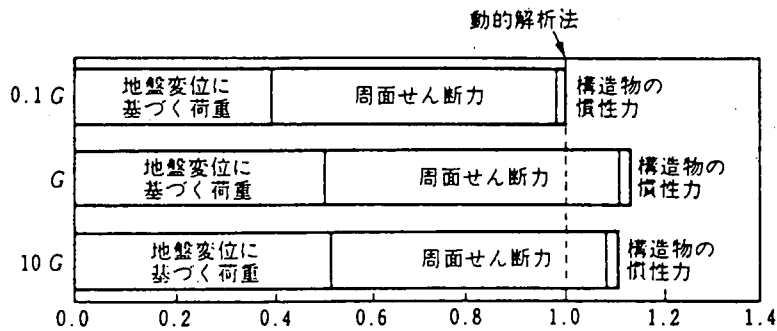 動的解析法
0.1 G
地盤変位に
基づく荷重
周面せん断力
構造物の
慣性力
G
地盤変位に
基づく荷重
周面せん断力
構造物の
慣性力
10 G
地盤変位に
基づく荷重
周面せん断力
構造物の
慣性力
0.0 0.2 0.4 0.6 0.8 1.0 1.2 1.4